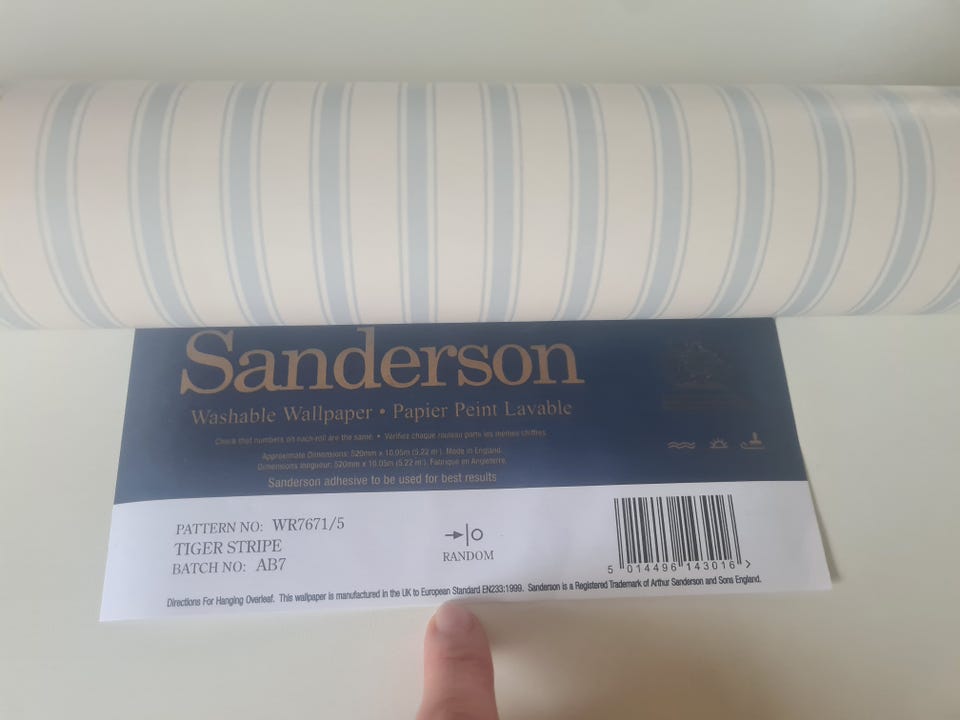 Sanderson
Washable Wallpaper • Papier Peint Lavable
Check that numbers on each roll are the same. • Vérifiez chaque rouleau porte les mêmes chiffres.
Approximate Dimensions: 520mm x 10.05m (5.22 m²). Made in England.
Dimensions longueur: 520mm x 10.05m (5.22 m²). Fabriqué en Angleterre.
Sanderson adhesive to be used for best results
PATTERN NO: WR7671/5
TIGER STRIPE
BATCH NO: AB7
RANDOM
5 014496 143016 >
Directions For Hanging Overleaf. This wallpaper is manufactured in the UK to European Standard EN233:1999. Sanderson is a Registered Trademark of Arthur Sanderson and Sons England.